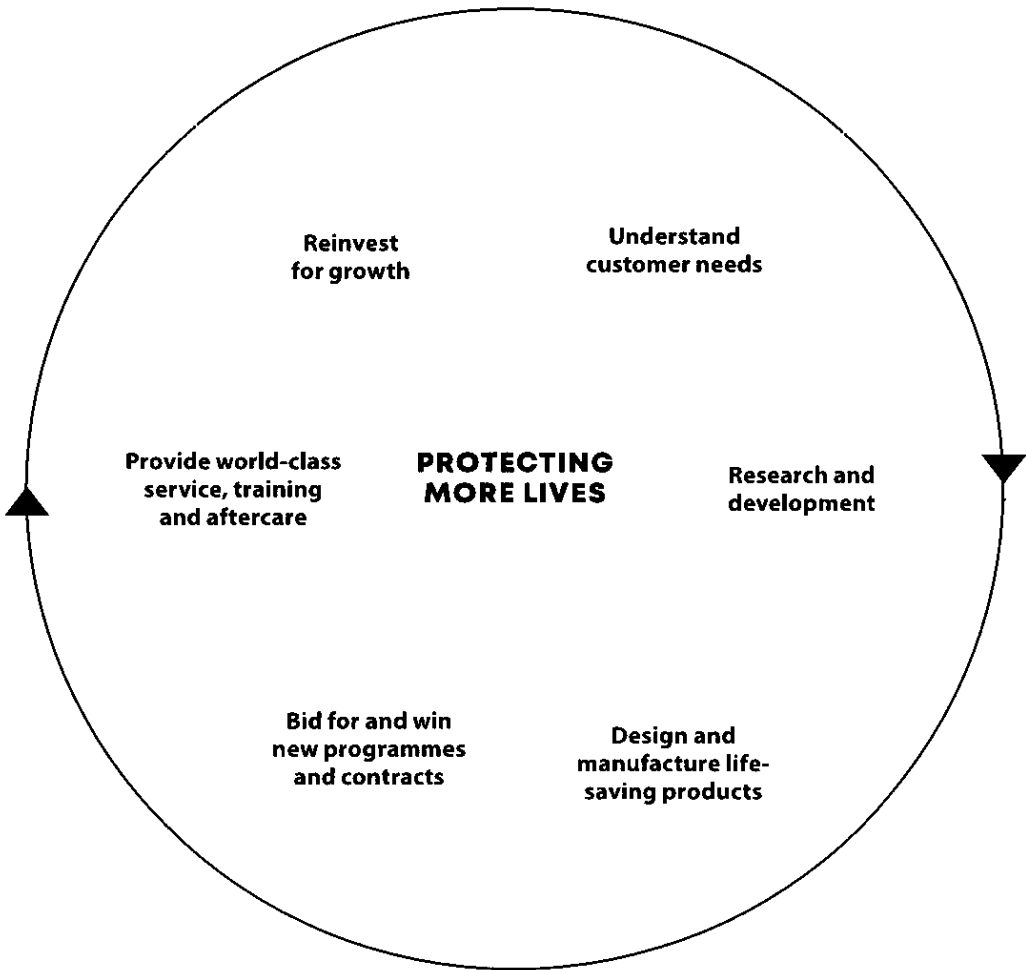 Reinvest
for growth
Understand
customer needs
Provide world-class
service, training
and aftercare
PROTECTING
MORE LIVES
Research and
development
Bid for and win
new programmes
and contracts
Design and
manufacture life-
saving products